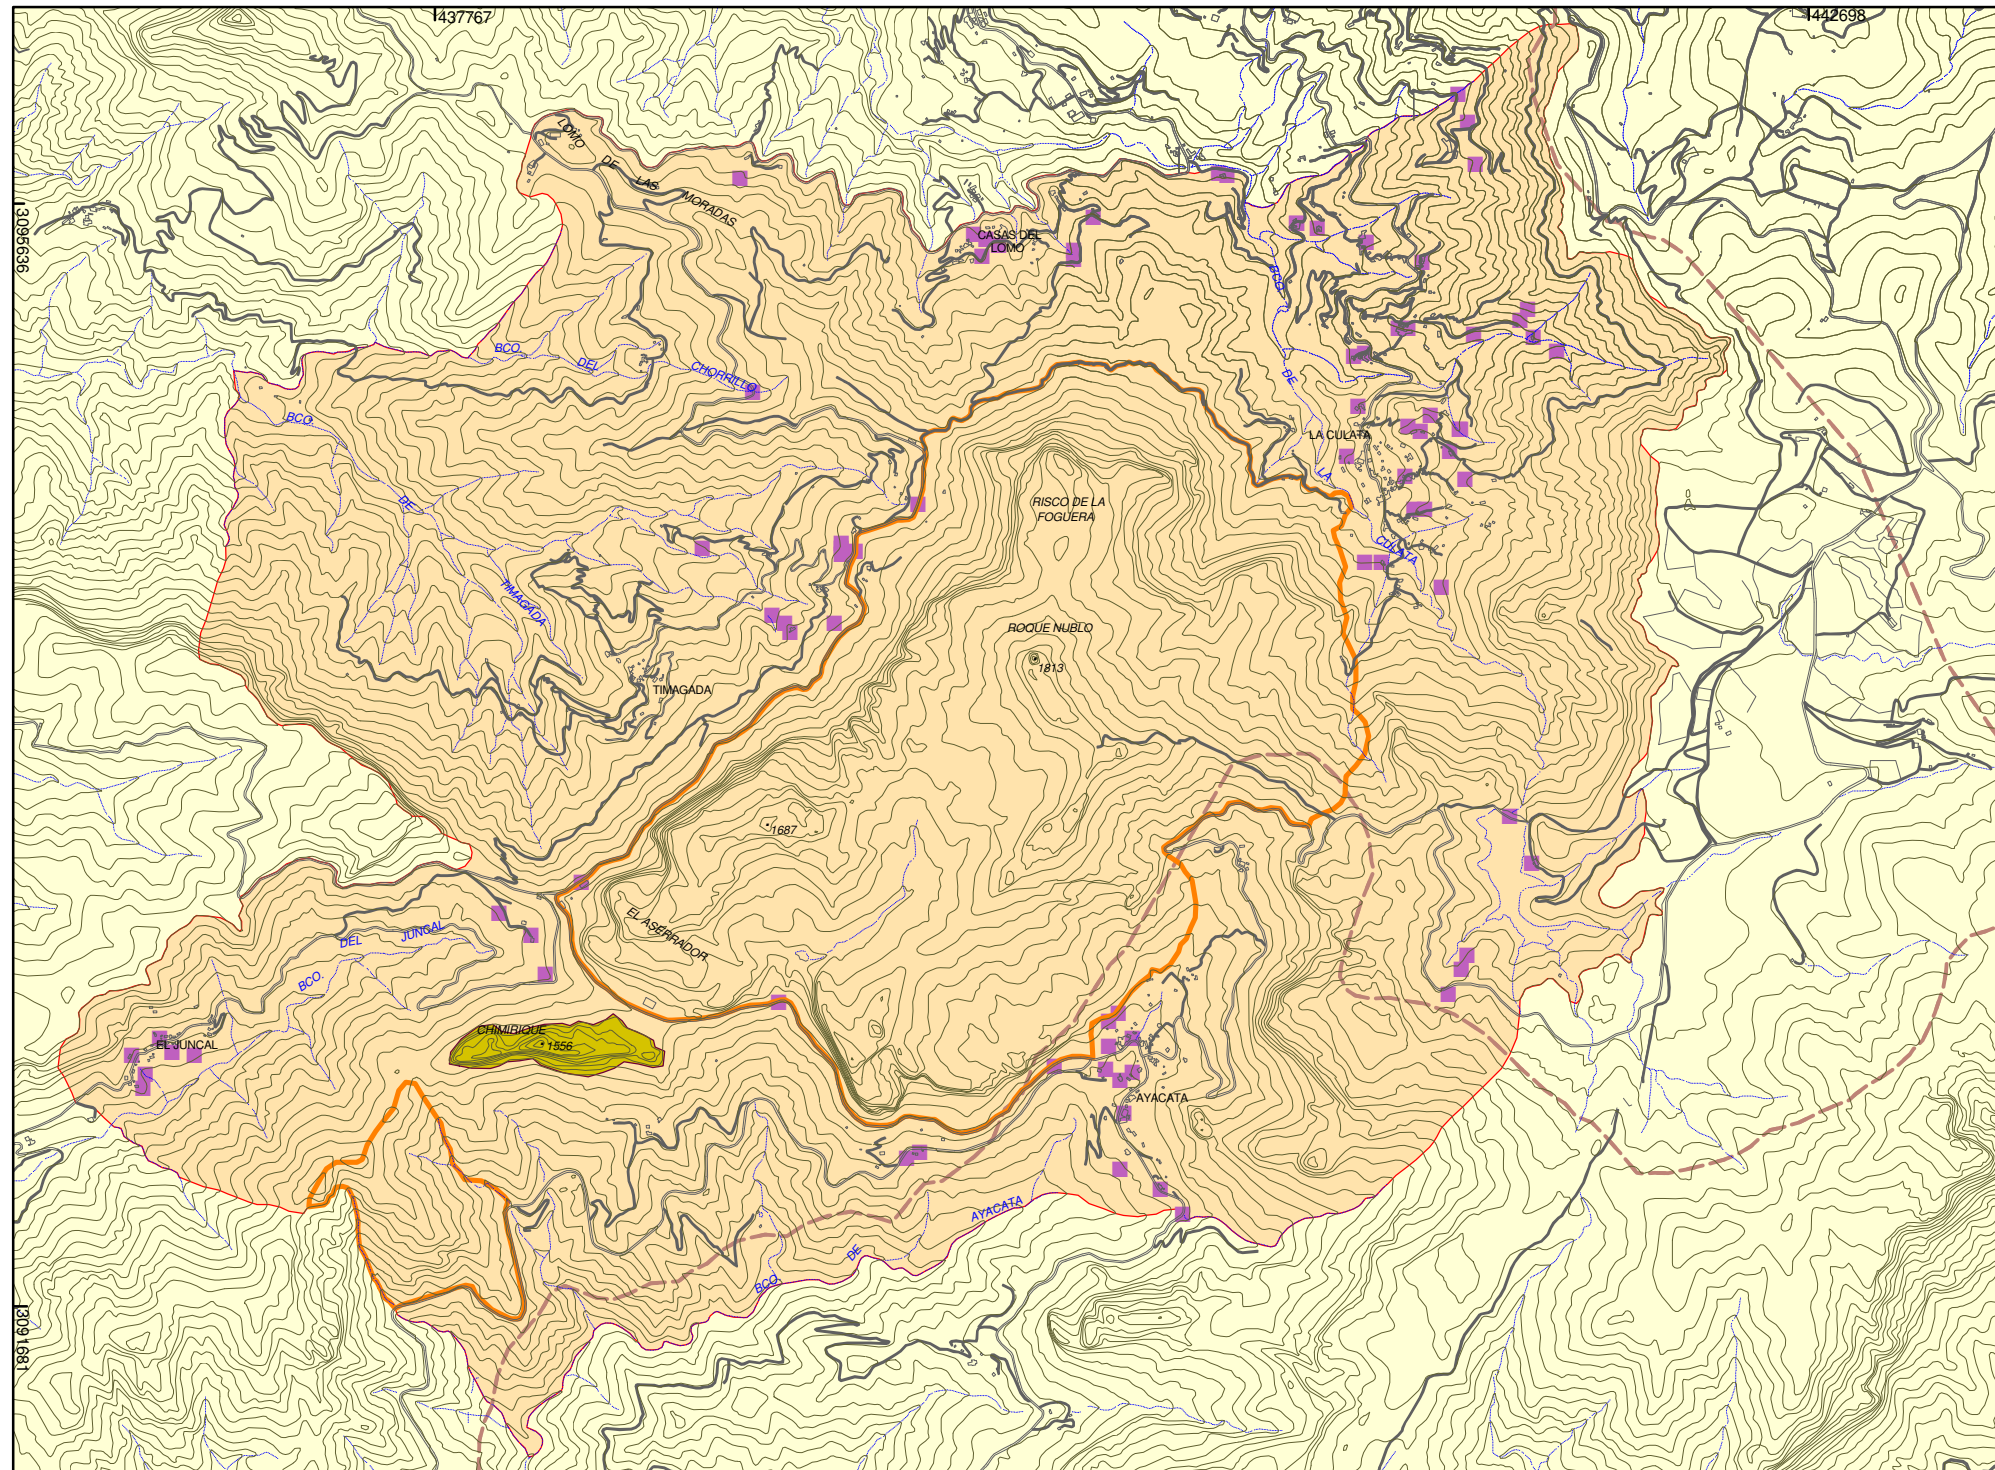 437767
442698
3095636
LOMO
DE
LAS
MORADAS
CASAS DEL
LOMO
BCO.
DE
LA
CULATA
BCO.
DEL
CHORRILLO
BCO.
DE
TIMAGADA
LA CULATA
RISCO DE LA
FOGUERA
ROQUE NUBLO
1813
TIMAGADA
1687
EL ASERRADOR
BCO.
DEL
JUNCAL
CHIMIRIQUE
1556
EL JUNCAL
AYACATA
BCO.
DE
AYACATA
3091681